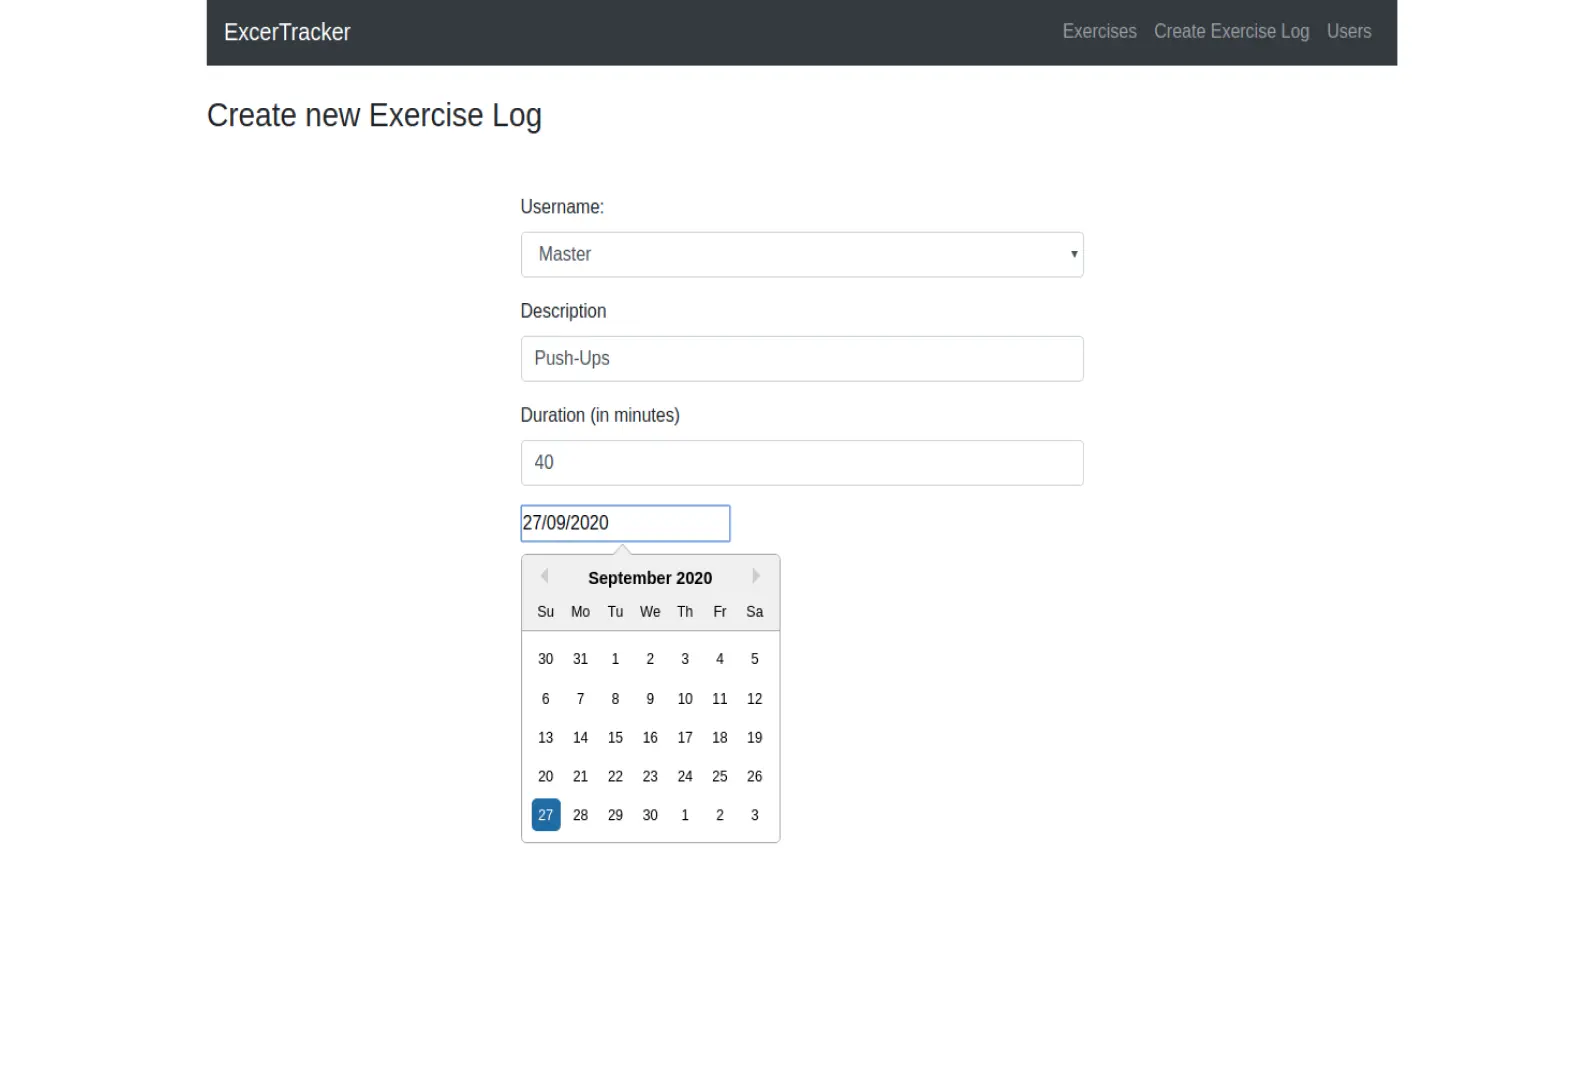 ExcerTracker Exercises Create Exercise Log Users
Create new Exercise Log
Username:
Master
Description
Push-Ups
Duration (in minutes)
40
27/09/2020
September 2020
Su Mo Tu We Th Fr Sa
30 31 1 2 3 4 5
6 7 8 9 10 11 12
13 14 15 16 17 18 19
20 21 22 23 24 25 26
27 28 29 30 1 2 3